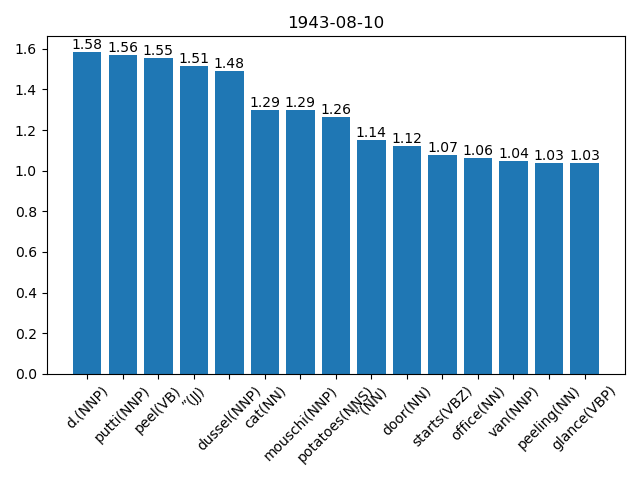 1943-08-10
1.58 1.56 1.55 1.51 1.48 1.29 1.29 1.26 1.14 1.12 1.07 1.06 1.04 1.03 1.03
1.6
1.4
1.2
1.0
0.8
0.6
0.4
0.2
0.0
d.(NNP)
putti(NNP)
peel(VB)
”(JJ)
dussel(NNP)
cat(NN)
mouschi(NNP)
potatoes(NNS)
”(NN)
door(NN)
starts(VBZ)
office(NN)
van(NNP)
peeling(NN)
glance(VBP)